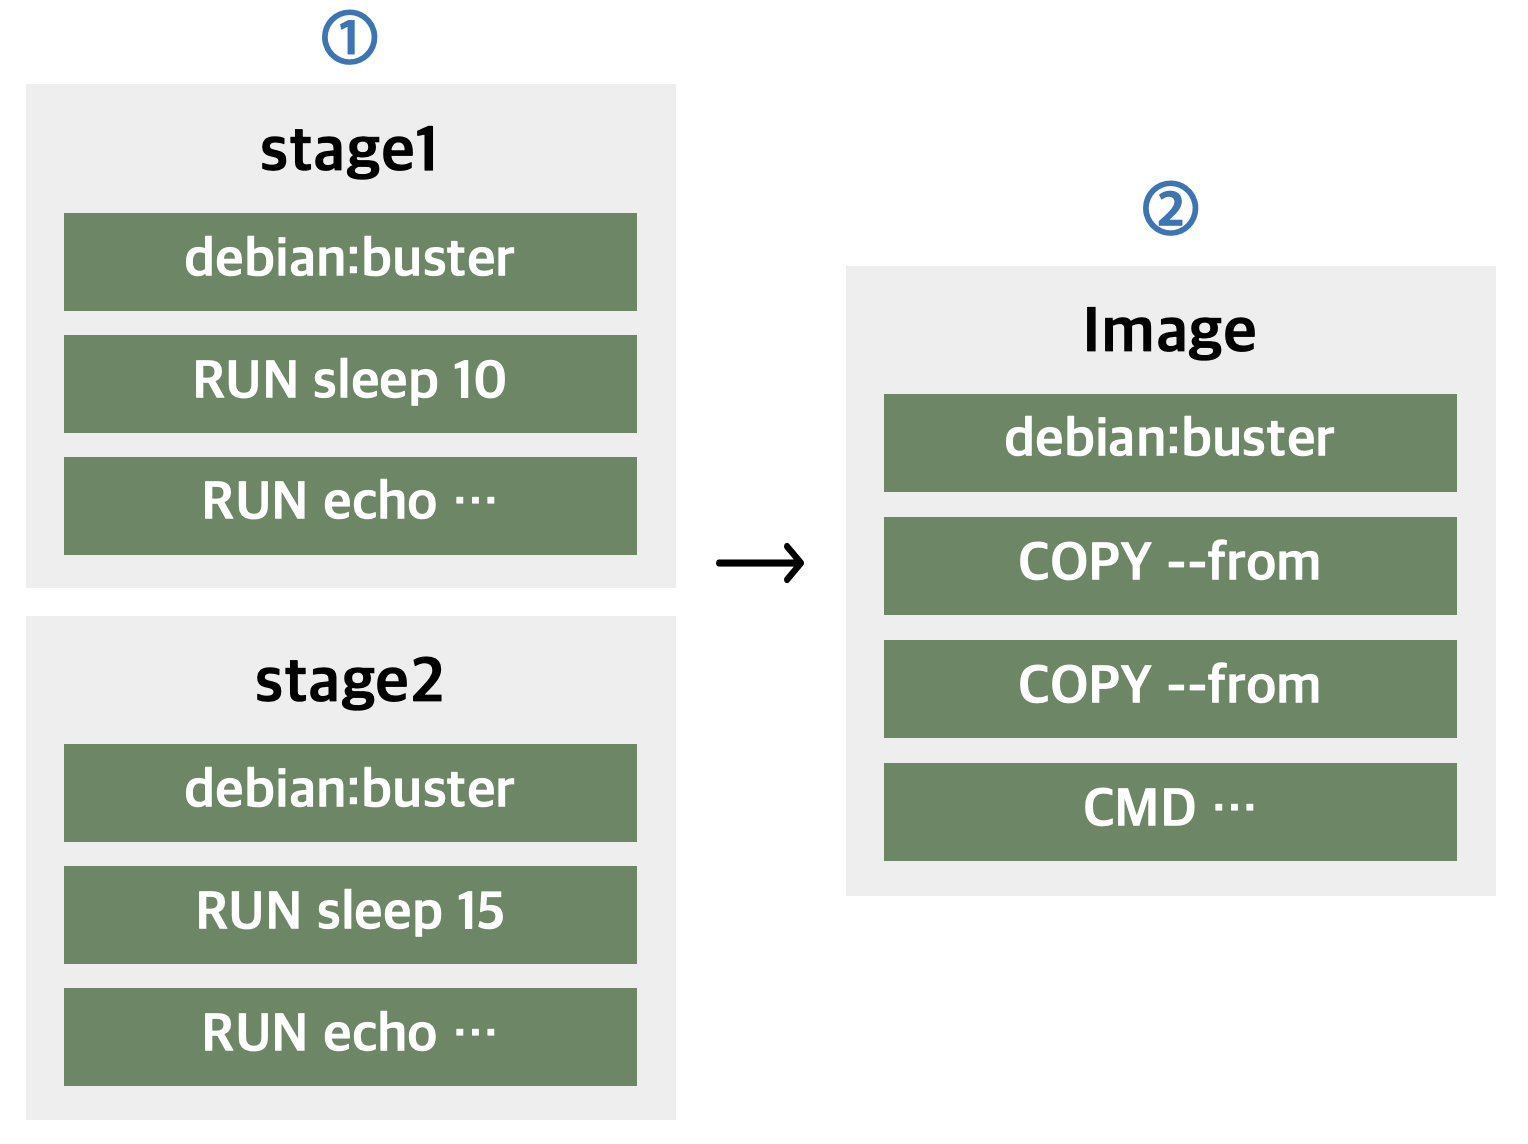 ①
stage1
debian:buster
RUN sleep 10
RUN echo ⋯
stage2
debian:buster
RUN sleep 15
RUN echo ⋯
②
Image
debian:buster
COPY --from
COPY --from
CMD ⋯